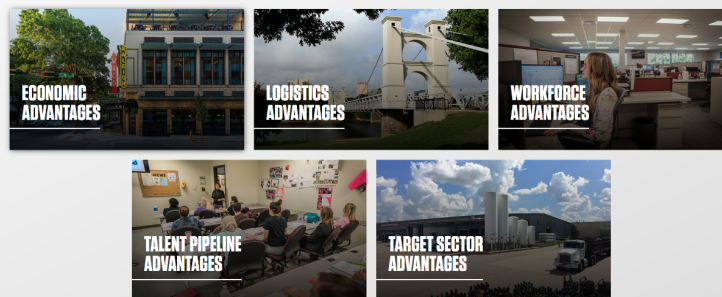 ECONOMIC
ADVANTAGES
LOGISTICS
ADVANTAGES
WORKFORCE
ADVANTAGES
TALENT PIPELINE
ADVANTAGES
TARGET SECTOR
ADVANTAGES